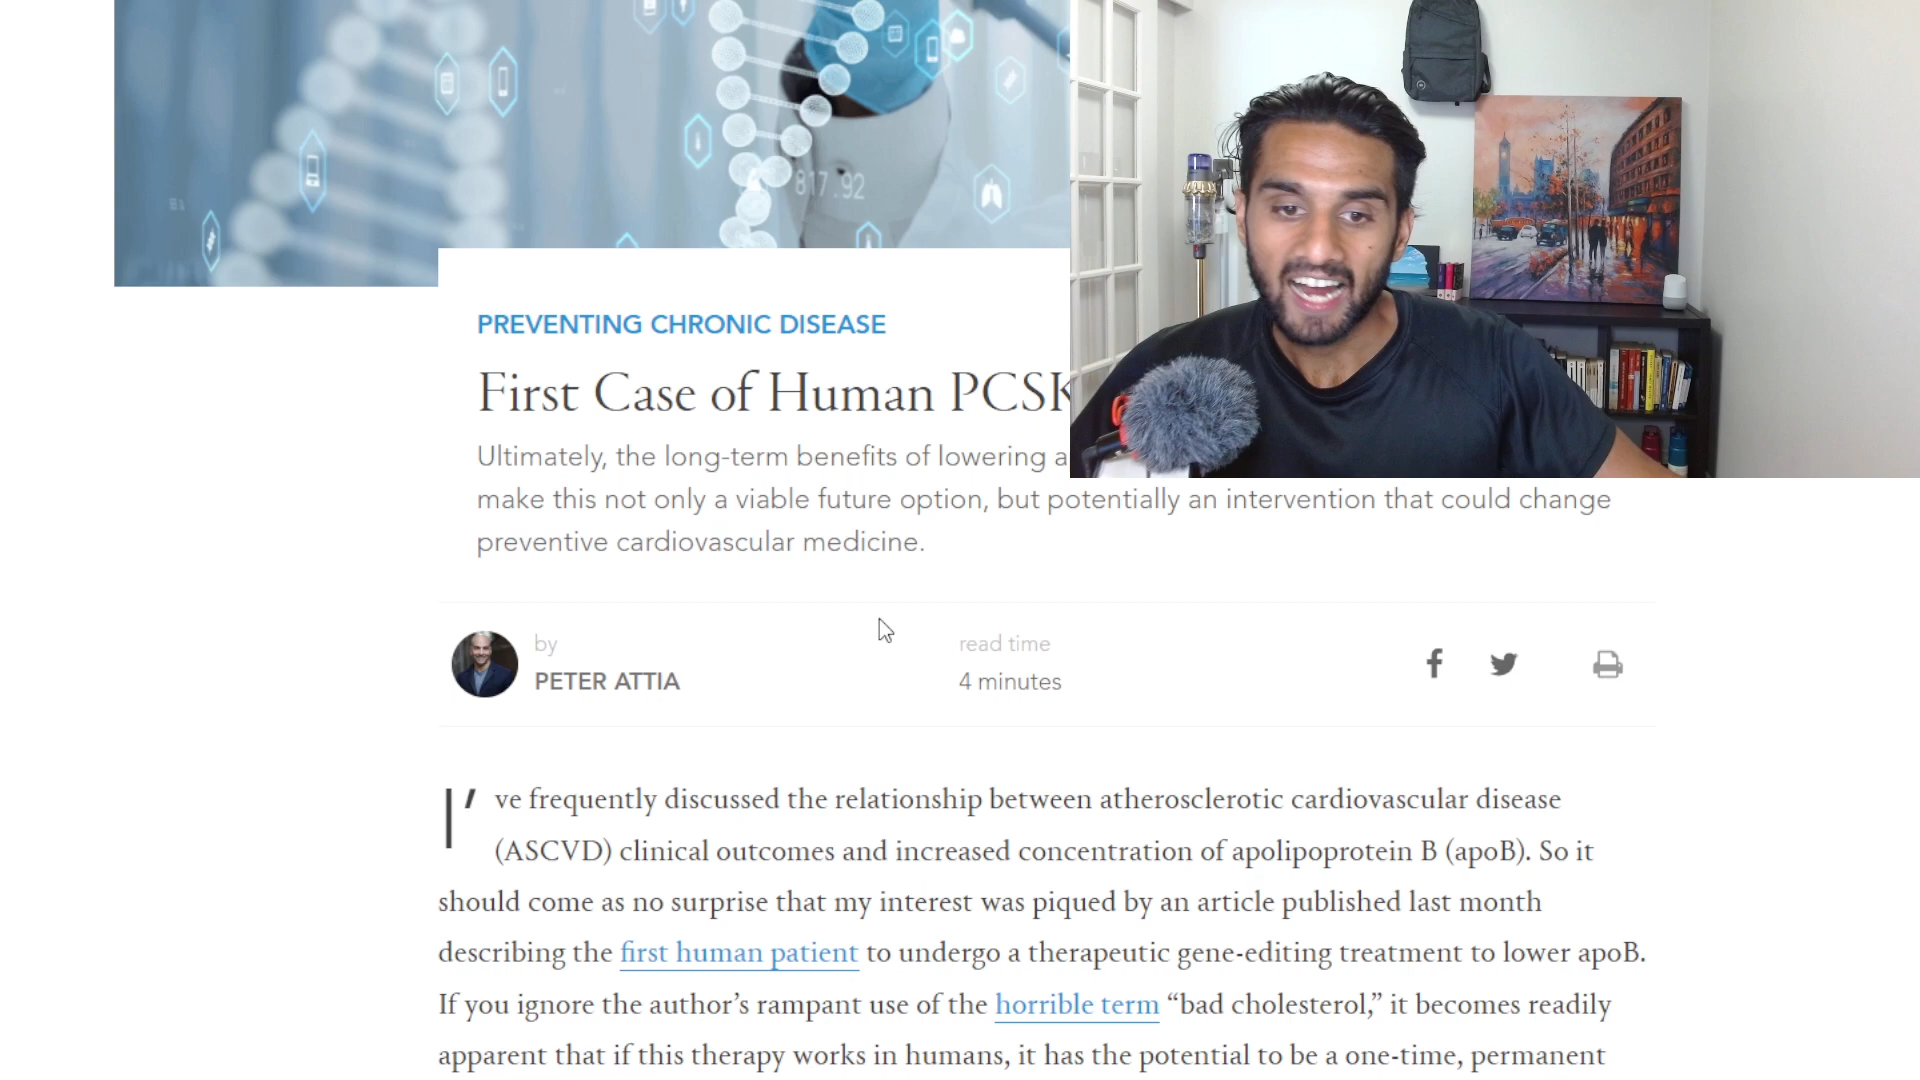 817.92
PREVENTING CHRONIC DISEASE
First Case of Human PCSK
Ultimately, the long-term benefits of lowering a
make this not only a viable future option, but potentially an intervention that could change
preventive cardiovascular medicine.
by
PETER ATTIA
read time
4 minutes
I’ve frequently discussed the relationship between atherosclerotic cardiovascular disease
(ASCVD) clinical outcomes and increased concentration of apolipoprotein B (apoB). So it
should come as no surprise that my interest was piqued by an article published last month
describing the first human patient to undergo a therapeutic gene-editing treatment to lower apoB.
If you ignore the author’s rampant use of the horrible term “bad cholesterol,” it becomes readily
apparent that if this therapy works in humans, it has the potential to be a one-time, permanent